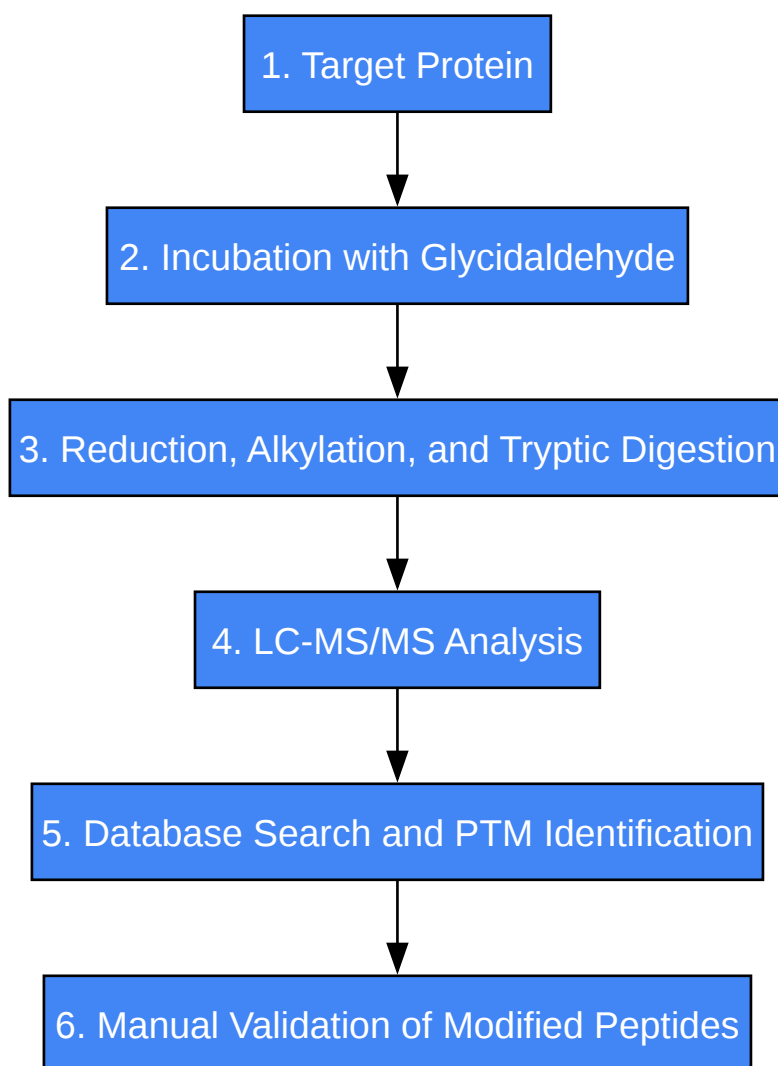 1. Target Protein
2. Incubation with Glycidaldehyde
3. Reduction, Alkylation, and Tryptic Digestion
4. LC-MS/MS Analysis
5. Database Search and PTM Identification
6. Manual Validation of Modified Peptides